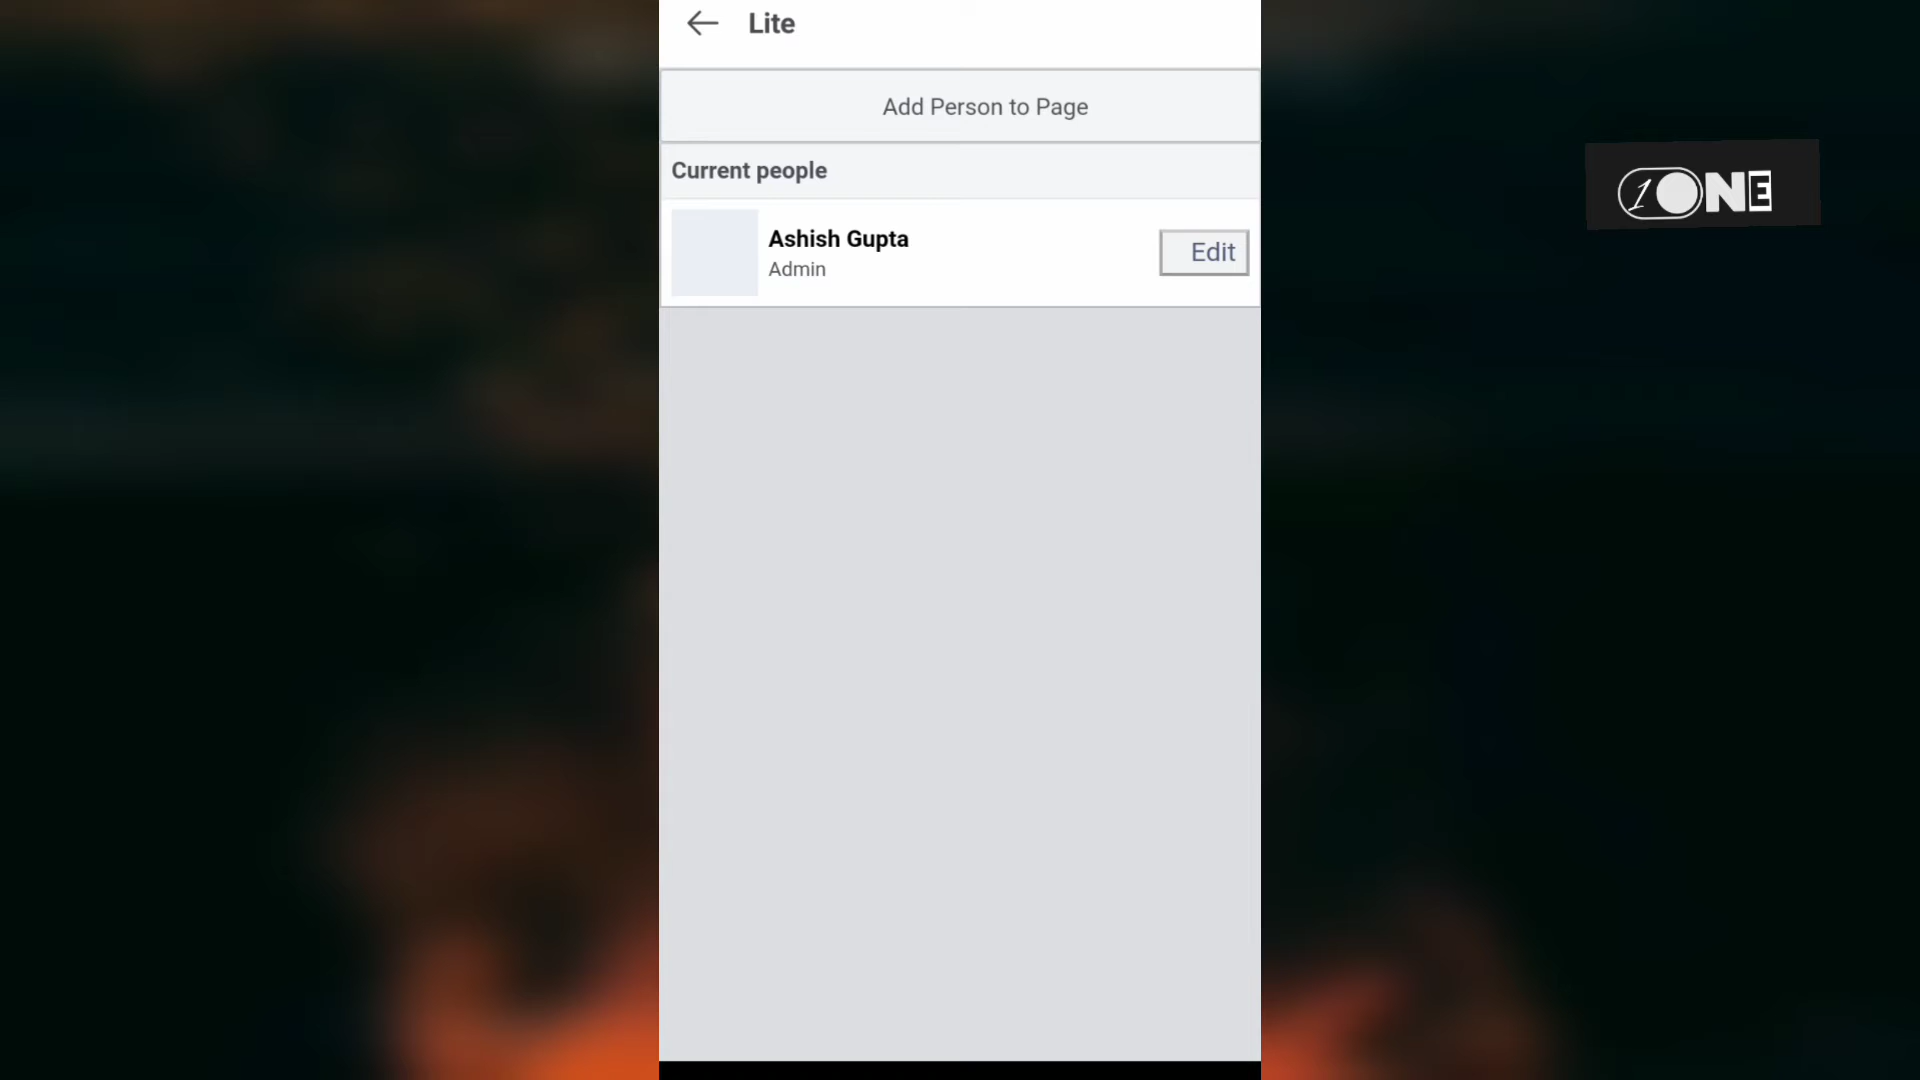 Lite
Add Person to Page
Current people
Ashish Gupta
Admin
Edit
1ONE